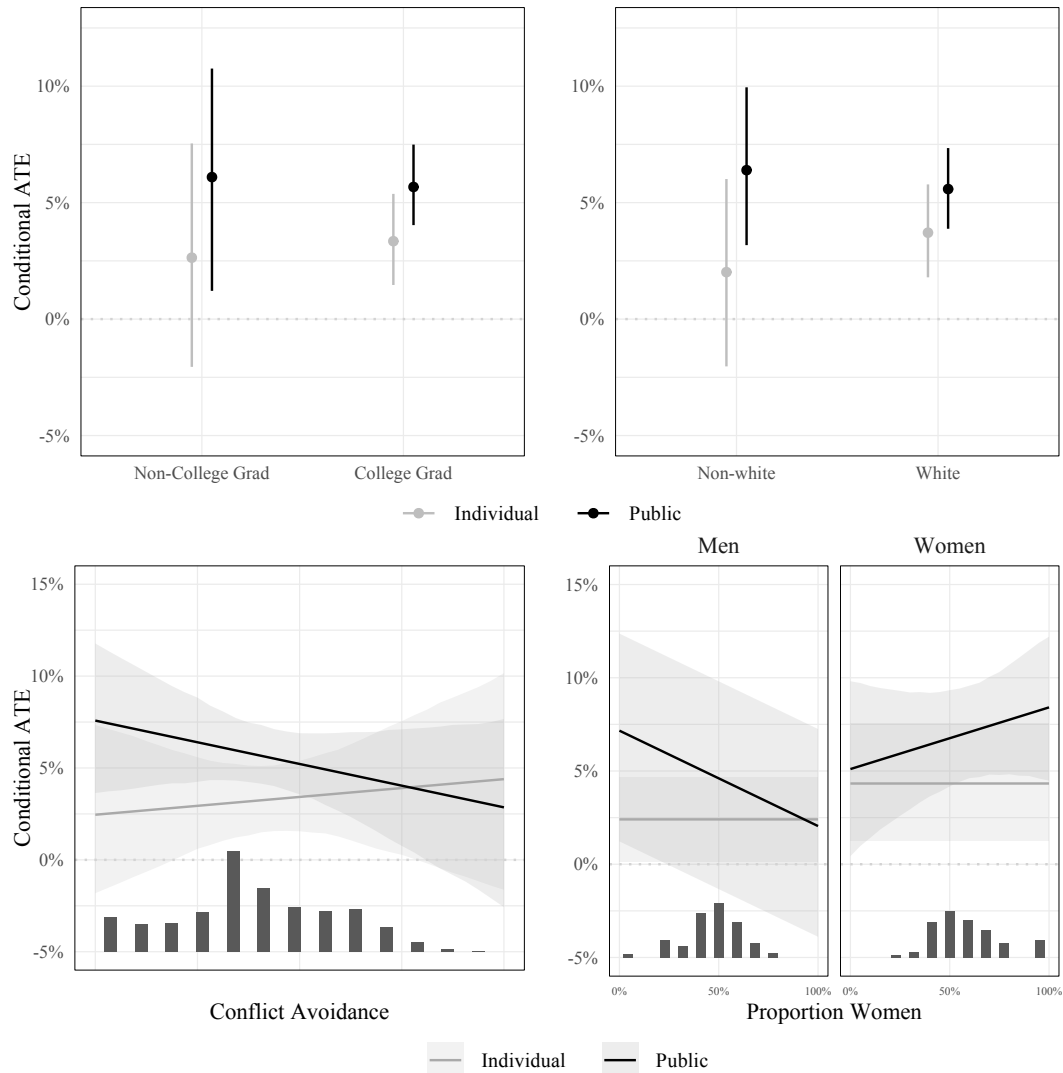 10%
5%
0%
-5%
Conditional ATE
Non-College Grad College Grad
10%
5%
0%
-5%
Non-white White
Individual Public
15%
10%
5%
0%
-5%
Conditional ATE
Conflict Avoidance
Men Women
15%
10%
5%
0%
-5%
0% 50% 100% 0% 50% 100%
Proportion Women
Individual Public